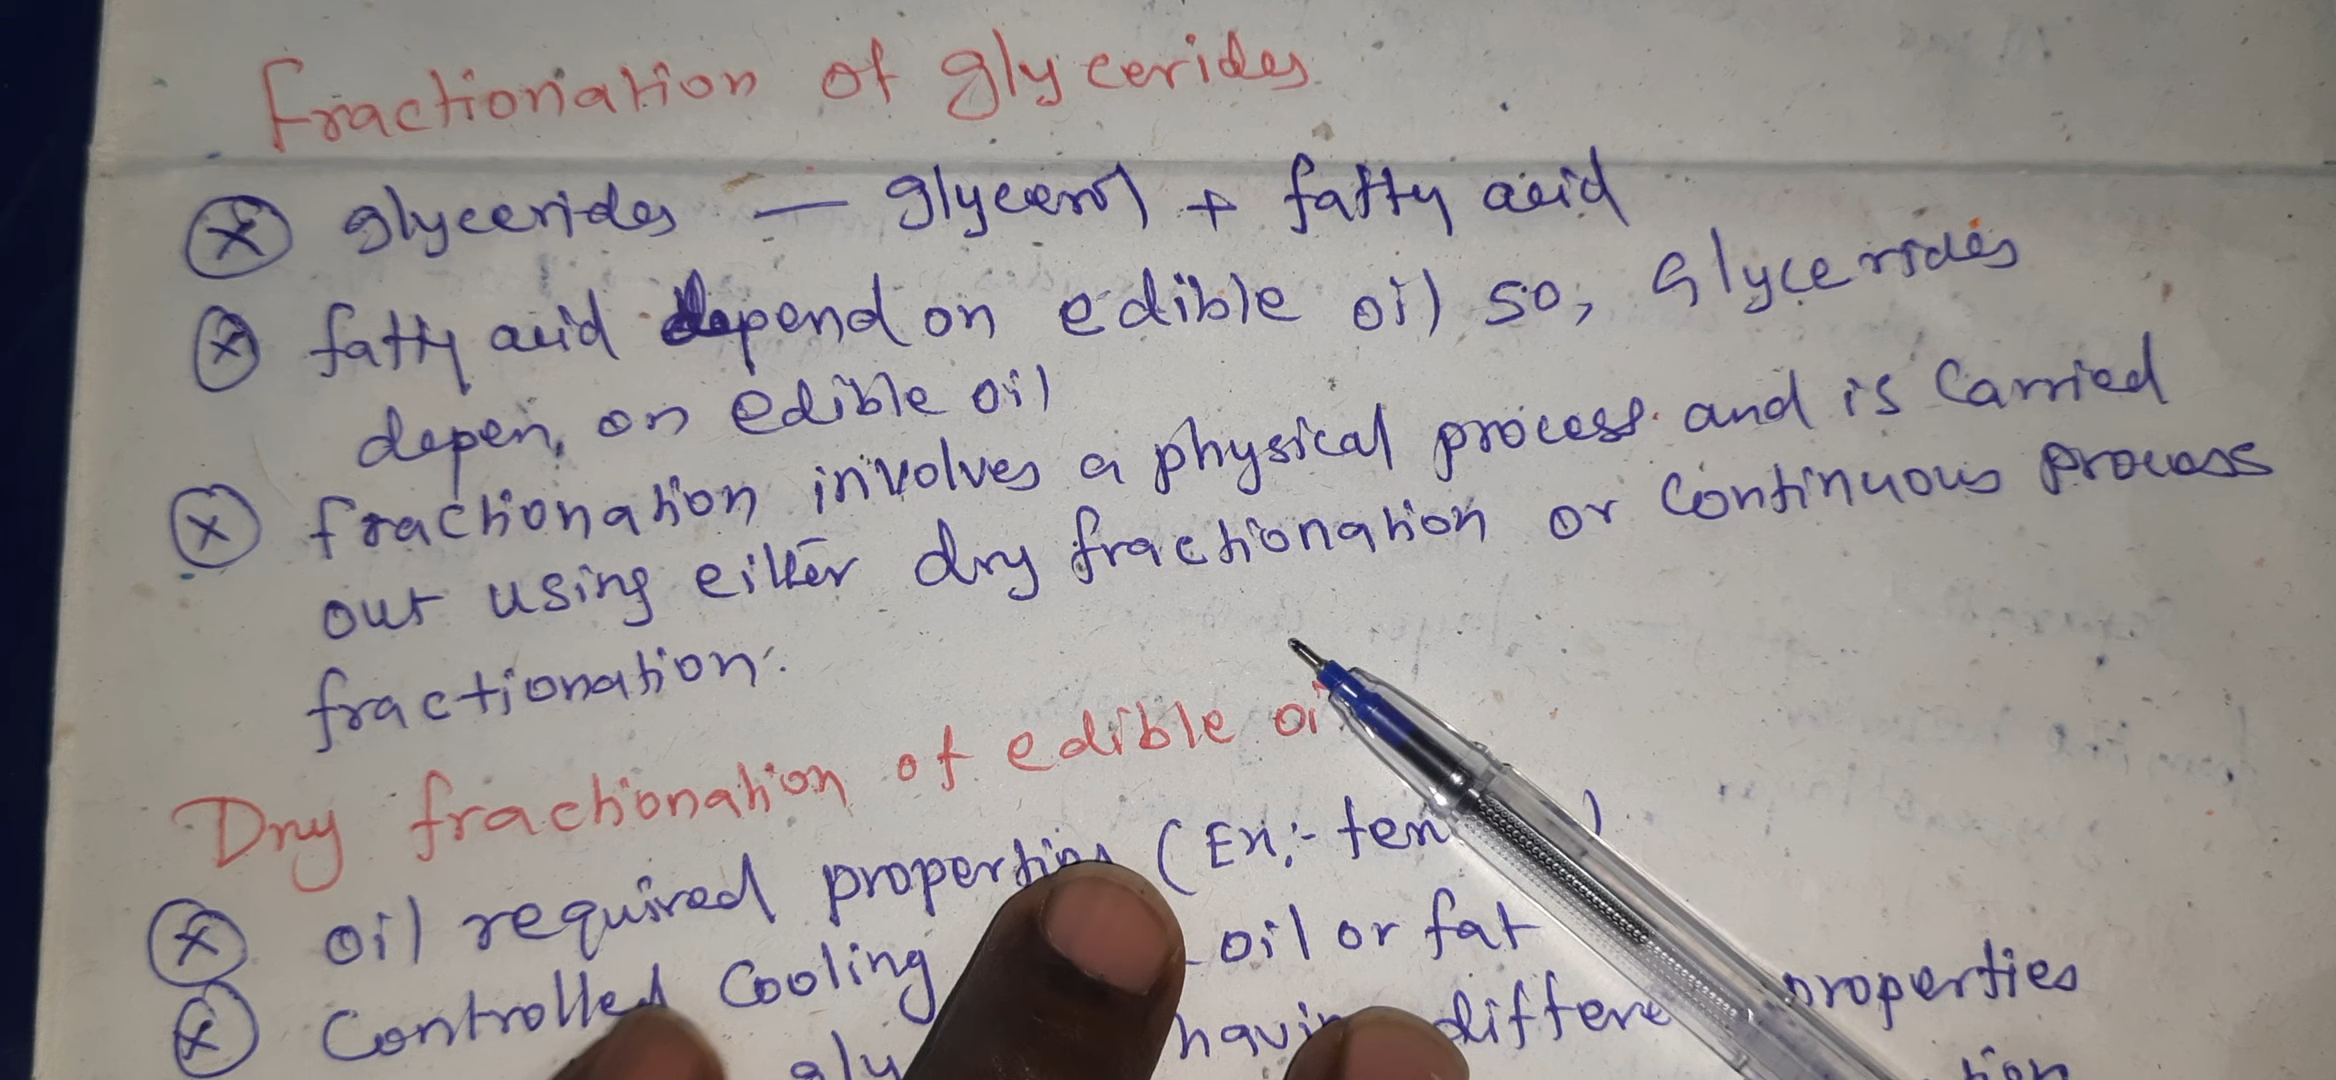 Fractionation of glycerides
glycerides — glycerol + fatty acid
fatty acid depend on edible oil so, Glycerides
depen, on edible oil
fractionation involves a physical process and is carried
out using either dry fractionation or continuous process
fractionation.
Dry fractionation of edible
oil required properties (Ex:-
controlled cooling oil or fat
having properties